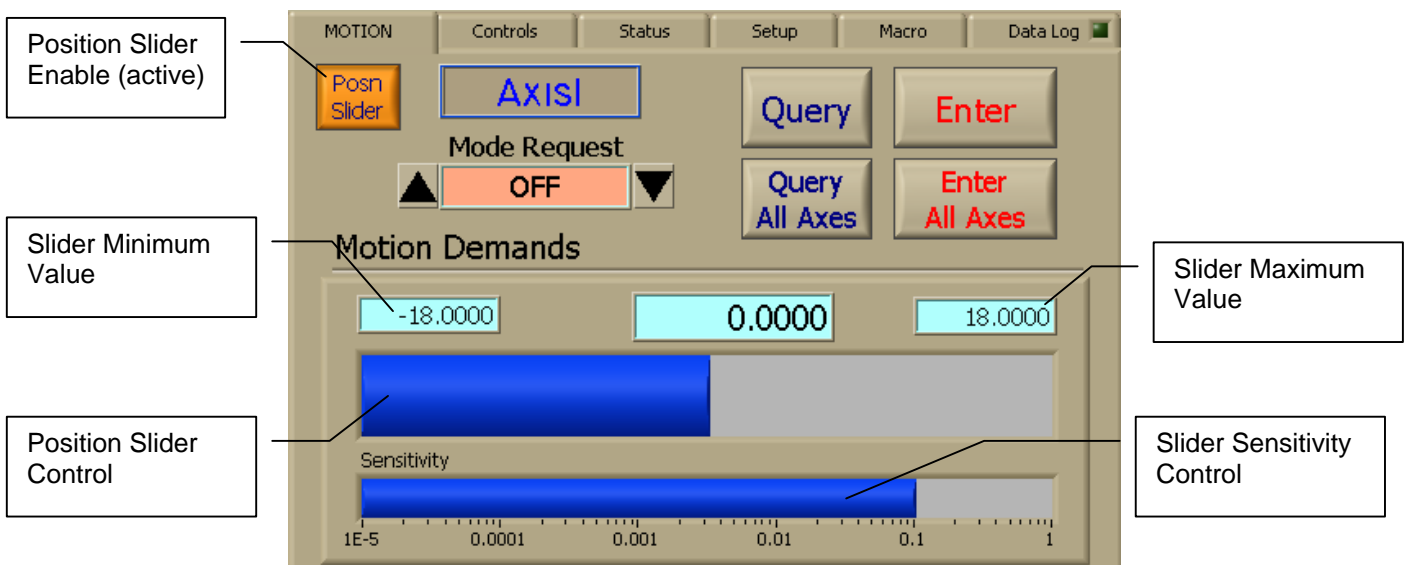 Position Slider
Enable (active)
MOTION
Controls
Status
Setup
Macro
Data Log
Posn
Slider
AxisI
Query
Enter
Mode Request
OFF
Query
All Axes
Enter
All Axes
Slider Minimum
Value
Motion Demands
Slider Maximum
Value
-18.0000
0.0000
18.0000
Position Slider
Control
Sensitivity
Slider Sensitivity
Control
1E-5
0.0001
0.001
0.01
0.1
1